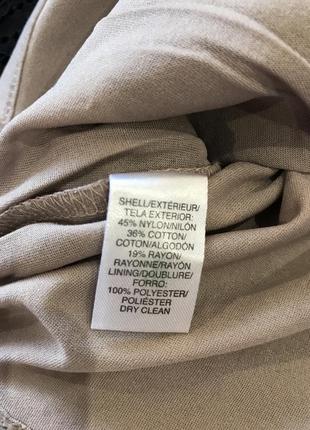 SHELL/EXTÉRIEUR/
TELA EXTERIOR:
45% NYLON/NILÓN
36% COTTON/
COTON/ALGODÓN
19% RAYON/
RAYONNE/RAYÓN
LINING/DOUBLURE/
FORRO:
100% POLYESTER/
POLIÉSTER
DRY CLEAN